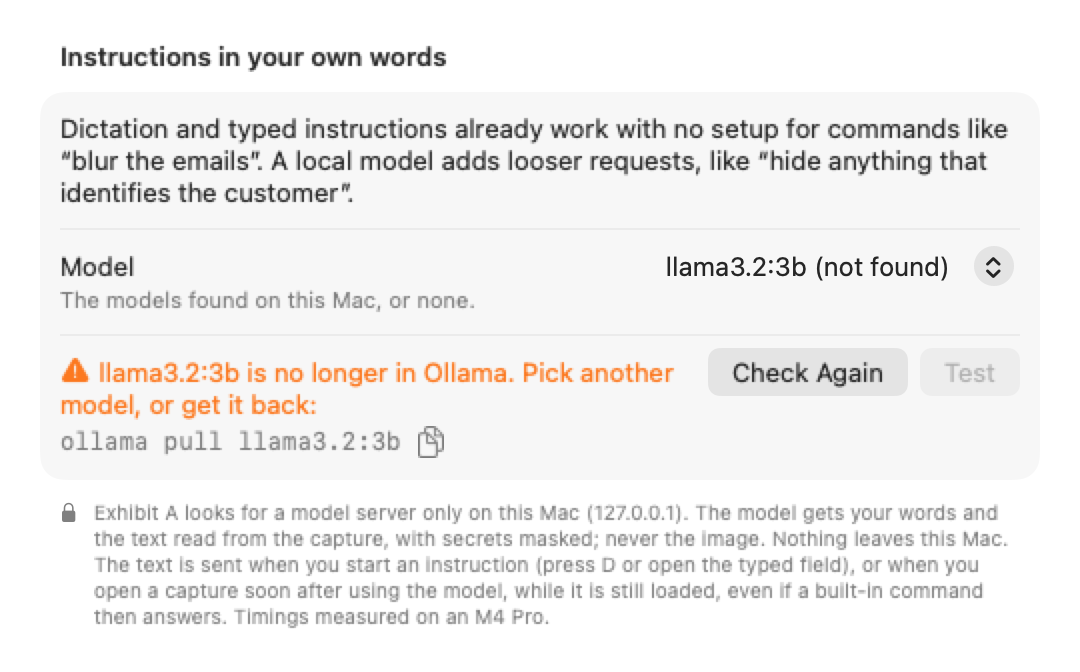 Instructions in your own words
Dictation and typed instructions already work with no setup for commands like
“blur the emails”. A local model adds looser requests, like “hide anything that
identifies the customer”.
Model
llama3.2:3b (not found)
The models found on this Mac, or none.
llama3.2:3b is no longer in Ollama. Pick another
model, or get it back:
Check Again
Test
ollama pull llama3.2:3b
Exhibit A looks for a model server only on this Mac (127.0.0.1). The model gets your words and
the text read from the capture, with secrets masked; never the image. Nothing leaves this Mac.
The text is sent when you start an instruction (press D or open the typed field), or when you
open a capture soon after using the model, while it is still loaded, even if a built-in command
then answers. Timings measured on an M4 Pro.